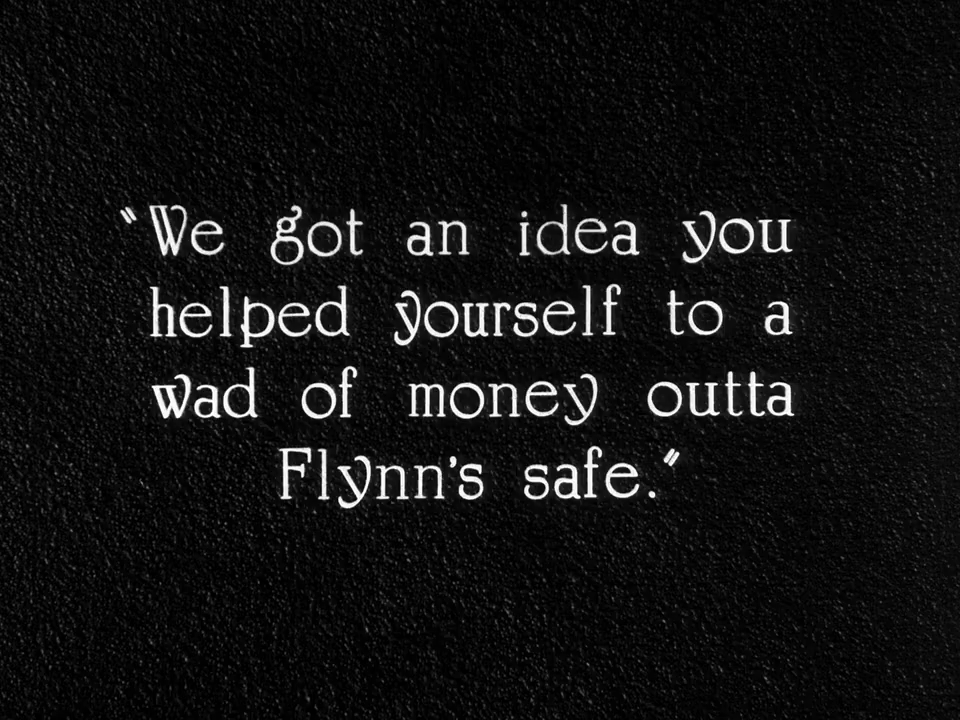 "We got an idea you
helped yourself to a
wad of money outta
Flynn's safe."